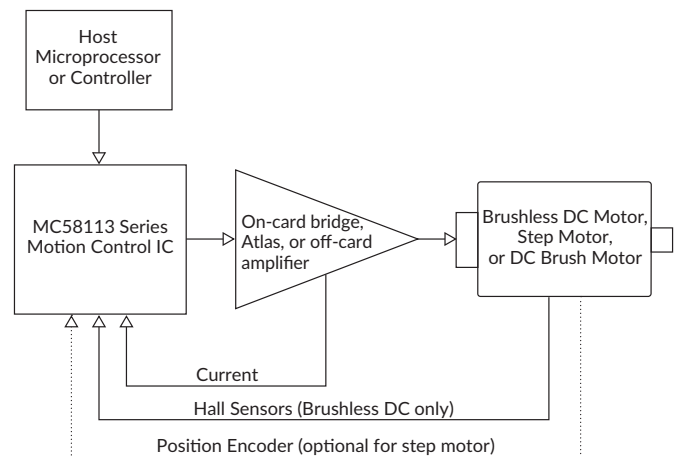 Host
Microprocessor
or Controller
MC58113 Series
Motion Control IC
On-card bridge,
Atlas, or off-card
amplifier
Brushless DC Motor,
Step Motor,
or DC Brush Motor
Current
Hall Sensors (Brushless DC only)
Position Encoder (optional for step motor)